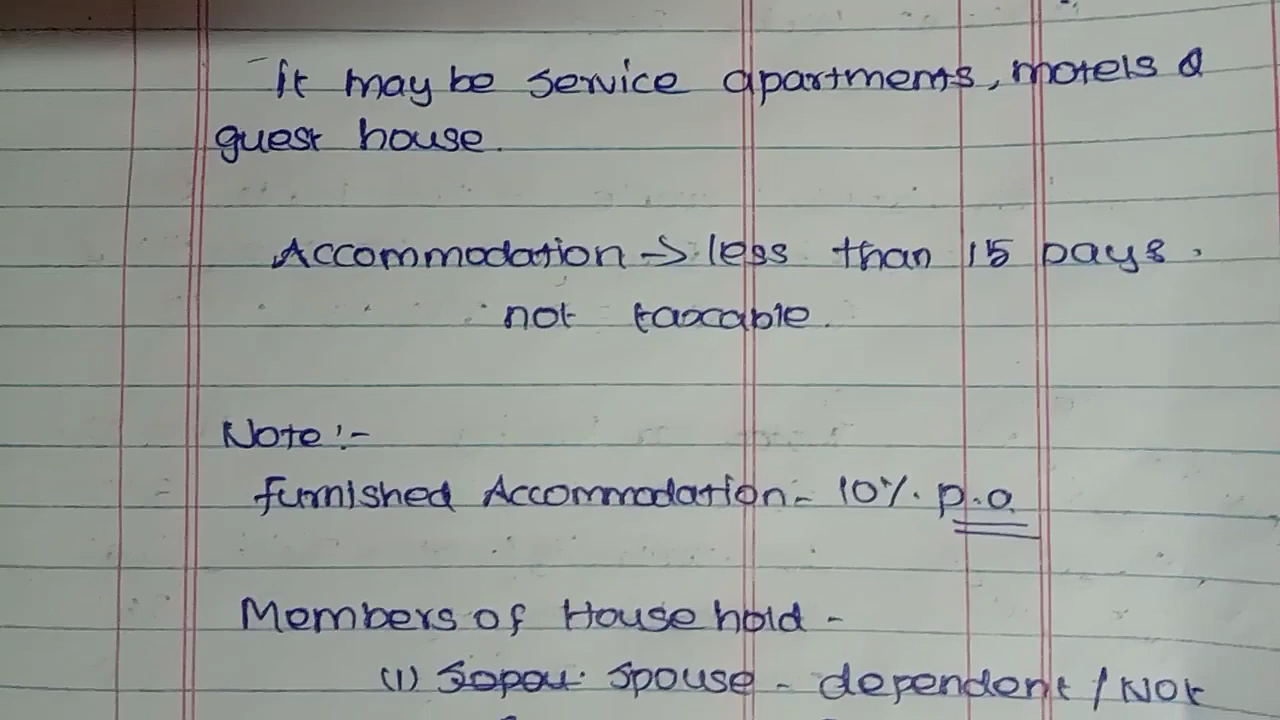 It may be service apartments, motels &
guest house.
Accommodation → less than 15 Days.
not taxable.
Note :-
furnished Accommodation - 10% p.a.
Members of House hold -
(1) Sopou. Spouse - dependent / Not